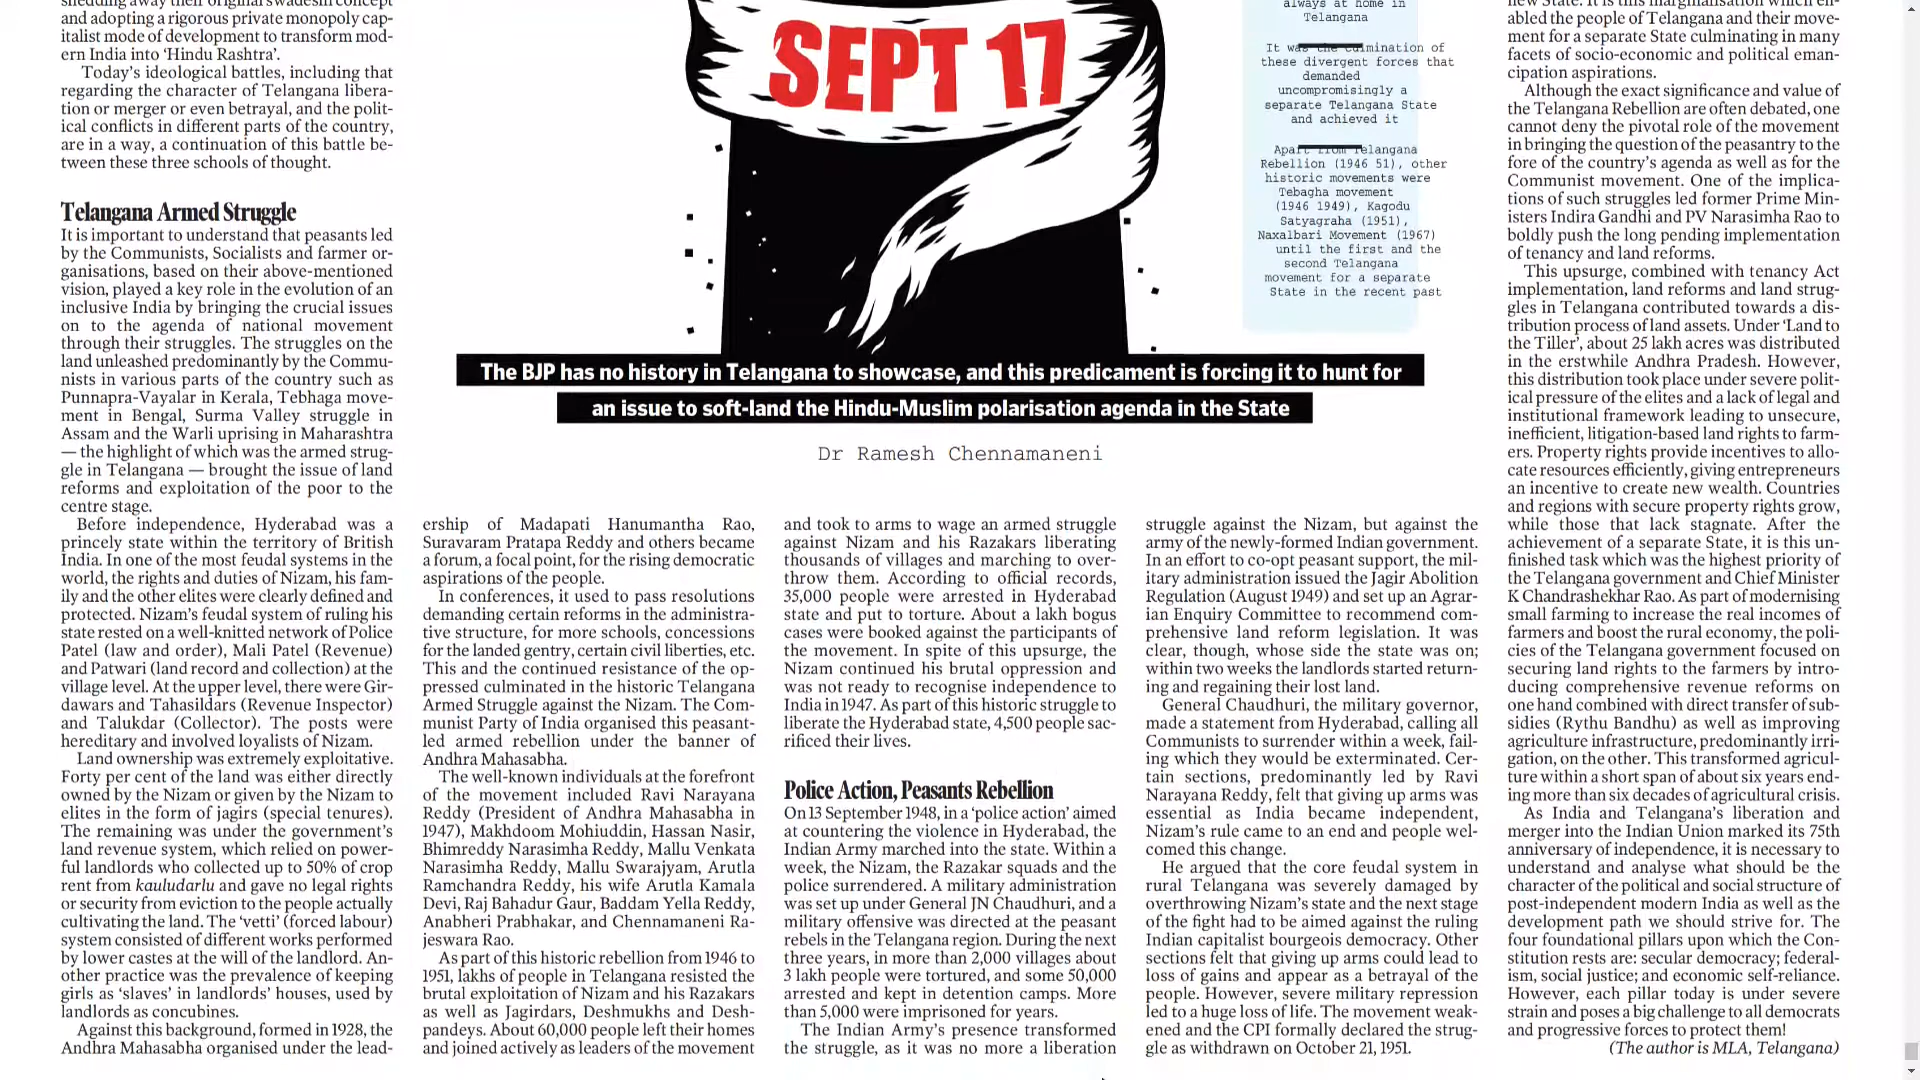 shedding away their original swadeshi concept
and adopting a rigorous private monopoly cap-
italist mode of development to transform mod-
ern India into ‘Hindu Rashtra’.
Today’s ideological battles, including that
regarding the character of Telangana libera-
tion or merger or even betrayal, and the polit-
ical conflicts in different parts of the country,
are in a way, a continuation of this battle be-
tween these three schools of thought.
Telangana Armed Struggle
It is important to understand that peasants led
by the Communists, Socialists and farmer or-
ganisations, based on their above-mentioned
vision, played a key role in the evolution of an
inclusive India by bringing the crucial issues
on to the agenda of national movement
through their struggles. The struggles on the
land unleashed predominantly by the Commu-
nists in various parts of the country such as
Punnapra-Vayalar in Kerala, Tebhaga move-
ment in Bengal, Surma Valley struggle in
Assam and the Warli uprising in Maharashtra
— the highlight of which was the armed strug-
gle in Telangana — brought the issue of land
reforms and exploitation of the poor to the
centre stage.
Before independence, Hyderabad was a
princely state within the territory of British
India. In one of the most feudal systems in the
world, the rights and duties of Nizam, his fam-
ily and the other elites were clearly defined and
protected. Nizam’s feudal system of ruling his
state rested on a well-knitted network of Police
Patel (law and order), Mali Patel (Revenue)
and Patwari (land record and collection) at the
village level. At the upper level, there were Gir-
dawars and Tahasildars (Revenue Inspector)
and Talukdar (Collector). The posts were
hereditary and involved loyalists of Nizam.
Land ownership was extremely exploitative.
Forty per cent of the land was either directly
owned by the Nizam or given by the Nizam to
elites in the form of jagirs (special tenures).
The remaining was under the government’s
land revenue system, which relied on power-
ful landlords who collected up to 50% of crop
rent from kauludarlu and gave no legal rights
or security from eviction to the people actually
cultivating the land. The ‘vetti’ (forced labour)
system consisted of different works performed
by lower castes at the will of the landlord. An-
other practice was the prevalence of keeping
girls as ‘slaves’ in landlords’ houses, used by
landlords as concubines.
Against this background, formed in 1928, the
Andhra Mahasabha organised under the lead-
SEPT 17
always at home in
Telangana
It was the culmination of
these divergent forces that
demanded
uncompromisingly a
separate Telangana State
and achieved it
Apart from Telangana
Rebellion (1946 51), other
historic movements were
Tebagha movement
(1946 1949), Kagodu
Satyagraha (1951),
Naxalbari Movement (1967)
until the first and the
second Telangana
movement for a separate
State in the recent past
The BJP has no history in Telangana to showcase, and this predicament is forcing it to hunt for
an issue to soft-land the Hindu-Muslim polarisation agenda in the State
Dr Ramesh Chennamaneni
ership of Madapati Hanumantha Rao,
Suravaram Pratapa Reddy and others became
a forum, a focal point, for the rising democratic
aspirations of the people.
In conferences, it used to pass resolutions
demanding certain reforms in the administra-
tive structure, for more schools, concessions
for the landed gentry, certain civil liberties, etc.
This and the continued resistance of the op-
pressed culminated in the historic Telangana
Armed Struggle against the Nizam. The Com-
munist Party of India organised this peasant-
led armed rebellion under the banner of
Andhra Mahasabha.
The well-known individuals at the forefront
of the movement included Ravi Narayana
Reddy (President of Andhra Mahasabha in
1947), Makhdoom Mohiuddin, Hassan Nasir,
Bhimreddy Narasimha Reddy, Mallu Venkata
Narasimha Reddy, Mallu Swarajyam, Arutla
Ramchandra Reddy, his wife Arutla Kamala
Devi, Raj Bahadur Gaur, Baddam Yella Reddy,
Anabheri Prabhakar, and Chennamaneni Ra-
jeswara Rao.
As part of this historic rebellion from 1946 to
1951, lakhs of people in Telangana resisted the
brutal exploitation of Nizam and his Razakars
as well as Jagirdars, Deshmukhs and Desh-
pandeys. About 60,000 people left their homes
and joined actively as leaders of the movement
and took to arms to wage an armed struggle
against Nizam and his Razakars liberating
thousands of villages and marching to over-
throw them. According to official records,
35,000 people were arrested in Hyderabad
state and put to torture. About a lakh bogus
cases were booked against the participants of
the movement. In spite of this upsurge, the
Nizam continued his brutal oppression and
was not ready to recognise independence to
India in 1947. As part of this historic struggle to
liberate the Hyderabad state, 4,500 people sac-
rificed their lives.
Police Action, Peasants Rebellion
On 13 September 1948, in a ‘police action’ aimed
at countering the violence in Hyderabad, the
Indian Army marched into the state. Within a
week, the Nizam, the Razakar squads and the
police surrendered. A military administration
was set up under General JN Chaudhuri, and a
military offensive was directed at the peasant
rebels in the Telangana region. During the next
three years, in more than 2,000 villages about
3 lakh people were tortured, and some 50,000
arrested and kept in detention camps. More
than 5,000 were imprisoned for years.
The Indian Army’s presence transformed
the struggle, as it was no more a liberation
struggle against the Nizam, but against the
army of the newly-formed Indian government.
In an effort to co-opt peasant support, the mil-
itary administration issued the Jagir Abolition
Regulation (August 1949) and set up an Agrar-
ian Enquiry Committee to recommend com-
prehensive land reform legislation. It was
clear, though, whose side the state was on;
within two weeks the landlords started return-
ing and regaining their lost land.
General Chaudhuri, the military governor,
made a statement from Hyderabad, calling all
Communists to surrender within a week, fail-
ing which they would be exterminated. Cer-
tain sections, predominantly led by Ravi
Narayana Reddy, felt that giving up arms was
essential as India became independent,
Nizam’s rule came to an end and people wel-
comed this change.
He argued that the core feudal system in
rural Telangana was severely damaged by
overthrowing Nizam’s state and the next stage
of the fight had to be aimed against the ruling
Indian capitalist bourgeois democracy. Other
sections felt that giving up arms could lead to
loss of gains and appear as a betrayal of the
people. However, severe military repression
led to a huge loss of life. The movement weak-
ened and the CPI formally declared the strug-
gle as withdrawn on October 21, 1951.
new State. It is this marginalisation which en-
abled the people of Telangana and their move-
ment for a separate State culminating in many
facets of socio-economic and political eman-
cipation aspirations.
Although the exact significance and value of
the Telangana Rebellion are often debated, one
cannot deny the pivotal role of the movement
in bringing the question of the peasantry to the
fore of the country’s agenda as well as for the
Communist movement. One of the implica-
tions of such struggles led former Prime Min-
isters Indira Gandhi and PV Narasimha Rao to
boldly push the long pending implementation
of tenancy and land reforms.
This upsurge, combined with tenancy Act
implementation, land reforms and land strug-
gles in Telangana contributed towards a dis-
tribution process of land assets. Under ‘Land to
the Tiller’, about 25 lakh acres was distributed
in the erstwhile Andhra Pradesh. However,
this distribution took place under severe polit-
ical pressure of the elites and a lack of legal and
institutional framework leading to unsecure,
inefficient, litigation-based land rights to farm-
ers. Property rights provide incentives to allo-
cate resources efficiently, giving entrepreneurs
an incentive to create new wealth. Countries
and regions with secure property rights grow,
while those that lack stagnate. After the
achievement of a separate State, it is this un-
finished task which was the highest priority of
the Telangana government and Chief Minister
K Chandrashekhar Rao. As part of modernising
small farming to increase the real incomes of
farmers and boost the rural economy, the poli-
cies of the Telangana government focused on
securing land rights to the farmers by intro-
ducing comprehensive revenue reforms on
one hand combined with direct transfer of sub-
sidies (Rythu Bandhu) as well as improving
agriculture infrastructure, predominantly irri-
gation, on the other. This transformed agricul-
ture within a short span of about six years end-
ing more than six decades of agricultural crisis.
As India and Telangana’s liberation and
merger into the Indian Union marked its 75th
anniversary of independence, it is necessary to
understand and analyse what should be the
character of the political and social structure of
post-independent modern India as well as the
development path we should strive for. The
four foundational pillars upon which the Con-
stitution rests are: secular democracy; federal-
ism, social justice; and economic self-reliance.
However, each pillar today is under severe
strain and poses a big challenge to all democrats
and progressive forces to protect them!
(The author is MLA, Telangana)